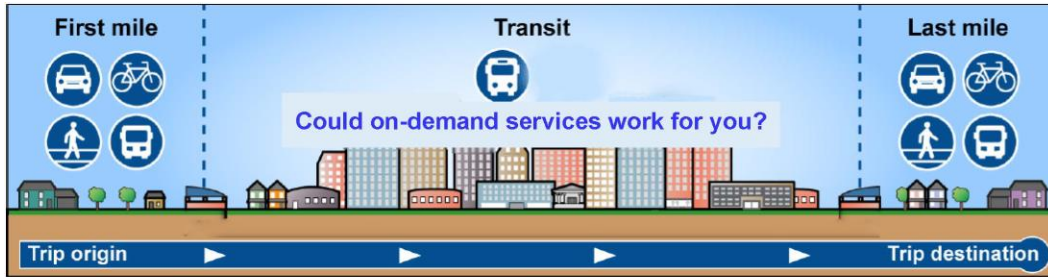 First mile
Transit
Last mile
Could on-demand services work for you?
Trip origin
Trip destination